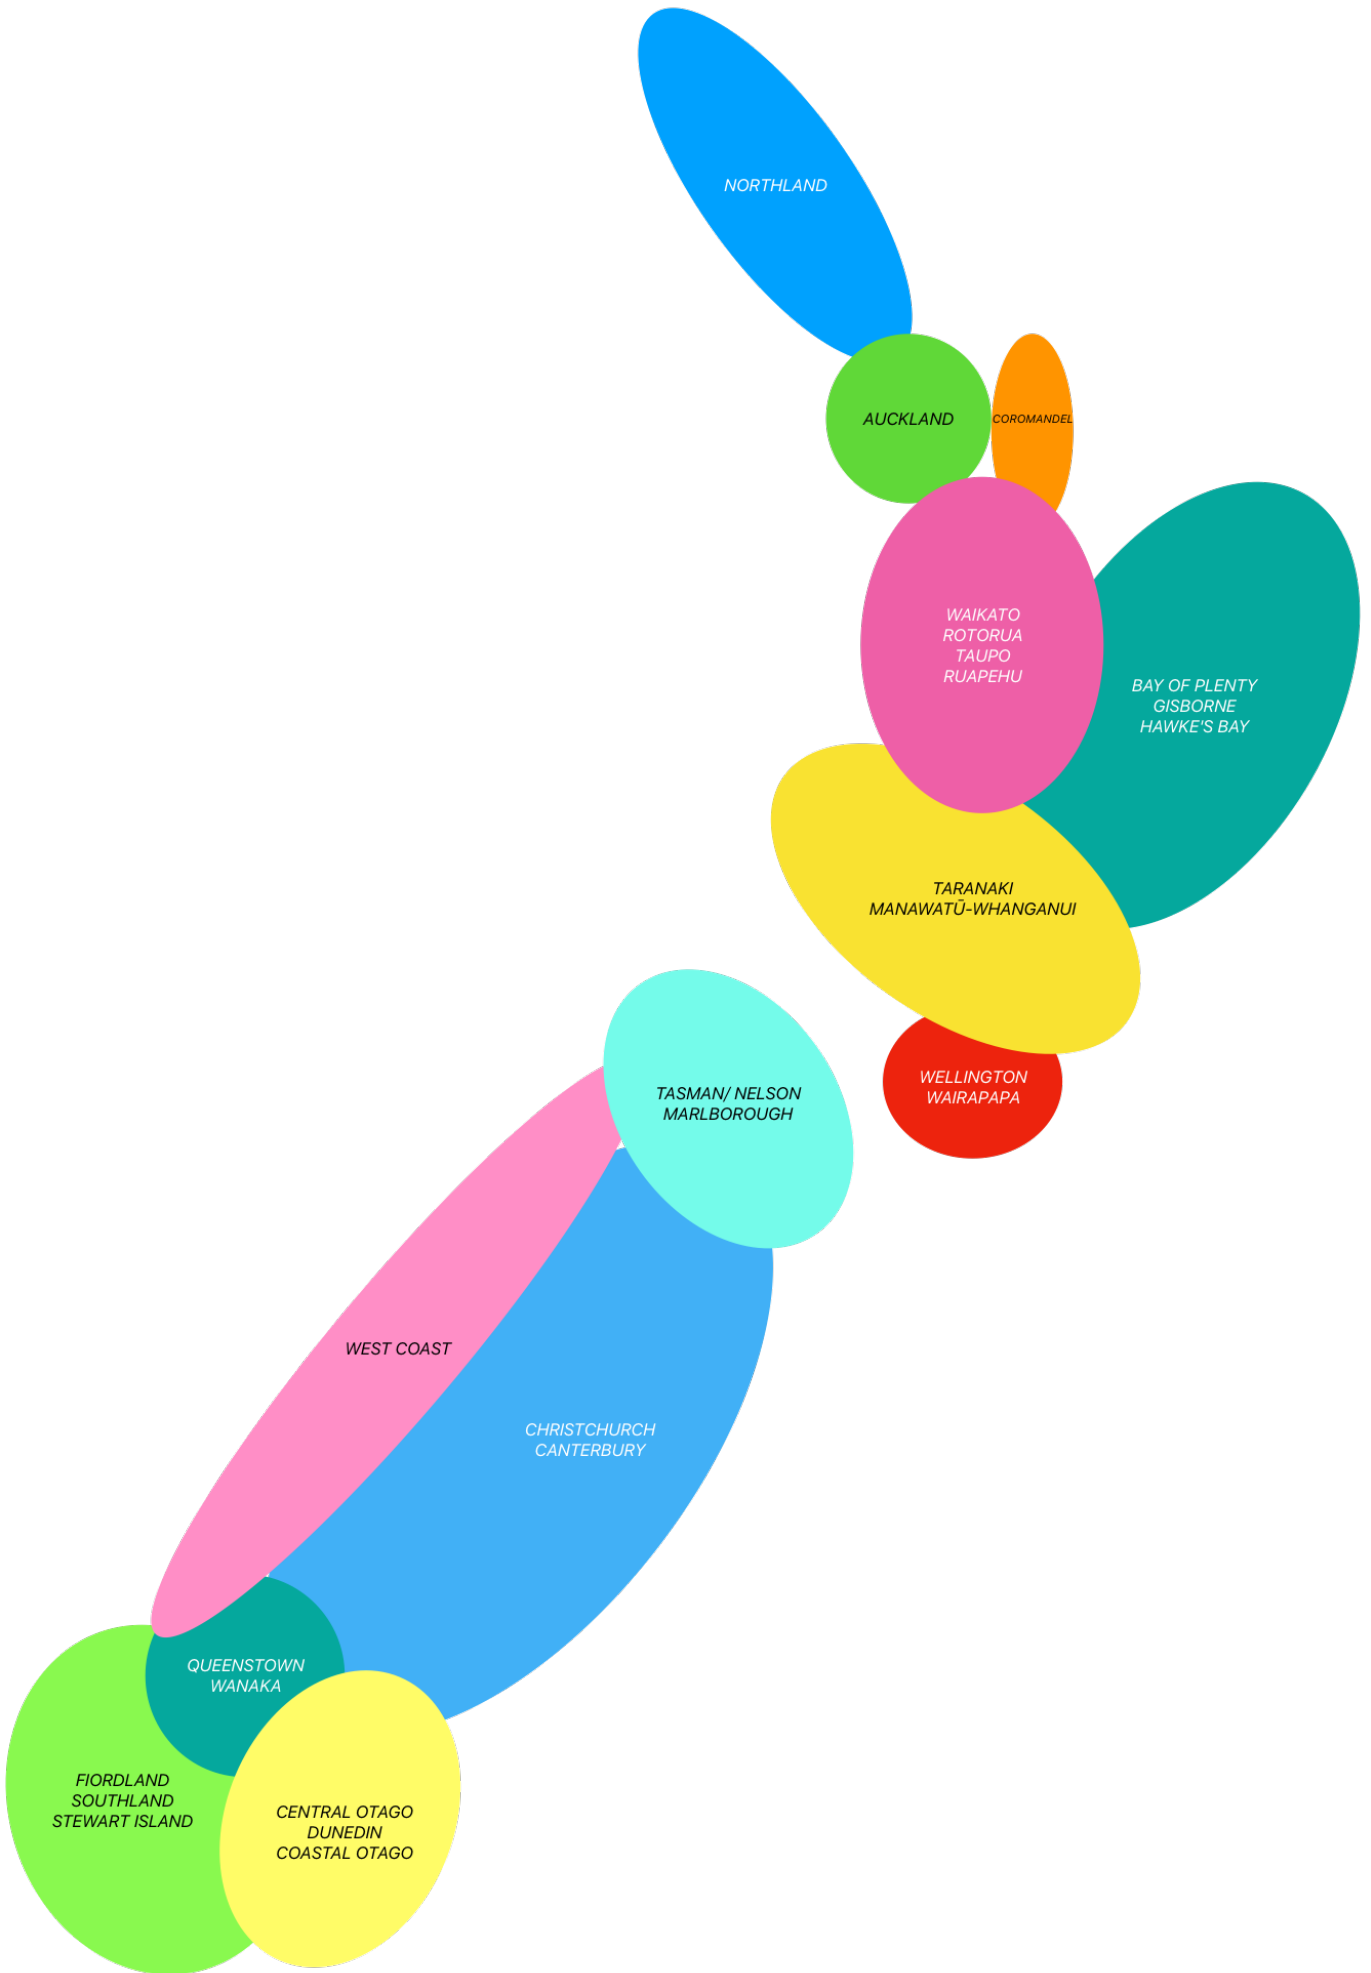 NORTHLAND
AUCKLAND
COROMANDEL
WAIKATO
ROTORUA
TAUPO
RUAPEHU
BAY OF PLENTY
GISBORNE
HAWKE'S BAY
TARANAKI
MANAWATŪ-WHANGANUI
WELLINGTON
WAIRAPAPA
TASMAN/ NELSON
MARLBOROUGH
WEST COAST
CHRISTCHURCH
CANTERBURY
QUEENSTOWN
WANAKA
FIORDLAND
SOUTHLAND
STEWART ISLAND
CENTRAL OTAGO
DUNEDIN
COASTAL OTAGO